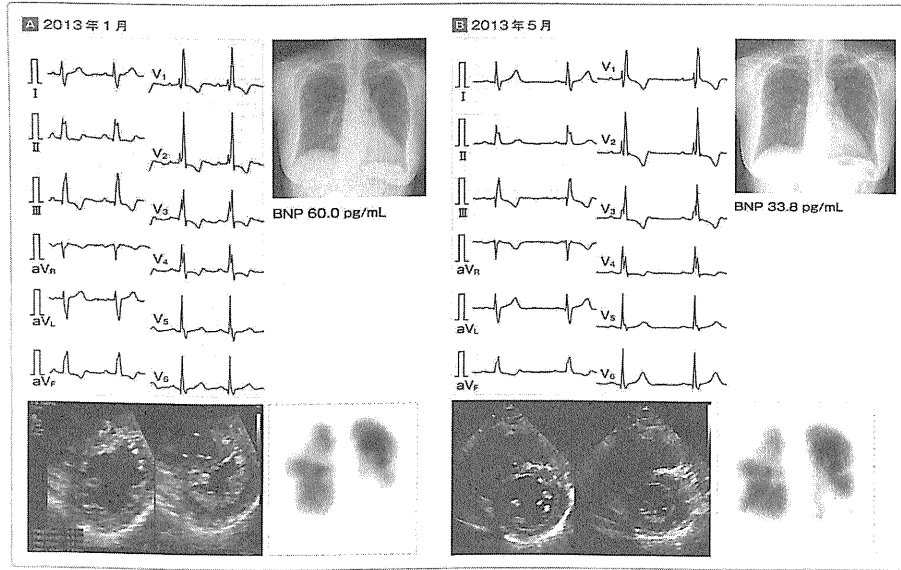 A 2013年1月
I
II
III
aVR
aVL
aVF
V1
V2
V3
V4
V5
V6
BNP 60.0 pg/mL
B 2013年5月
I
II
III
aVR
aVL
aVF
V1
V2
V3
V4
V5
V6
BNP 33.8 pg/mL